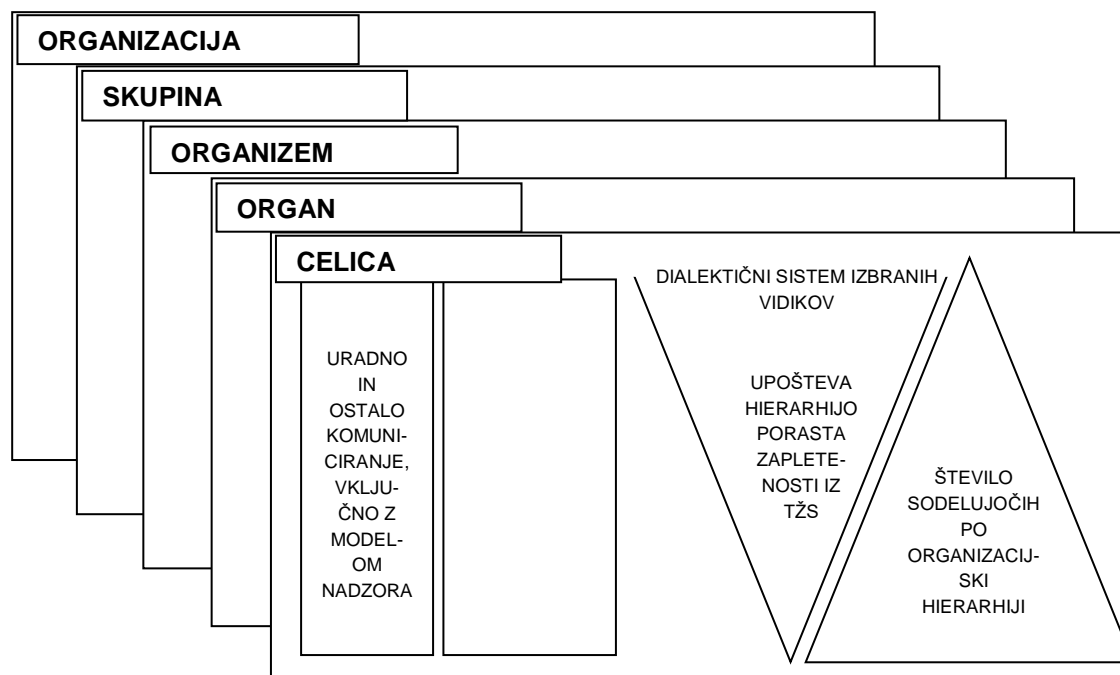 ORGANIZACIJA
SKUPINA
ORGANIZEM
ORGAN
CELICA
URADNO
IN
OSTALO
KOMUNI-
CIRANJE,
VKLJU-
ČNO Z
MODEL-
OM
NADZORA
DIALEKTIČNI SISTEM IZBRANIH
VIDIKOV
UPOŠTEVA
HIERARHIJO
PORASTA
ZAPLETE-
NOSTI IZ
TŽS
ŠTEVILO
SODELUJOČIH
PO
ORGANIZACIJ-
SKI
HIERARHIJI